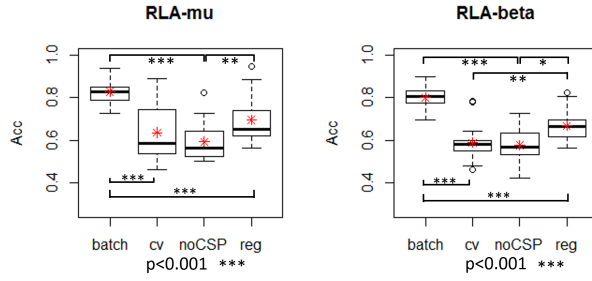 RLA-mu
Acc
1.0
0.8
0.6
0.4
***
**
***
***
batch cv noCSP reg
p<0.001 ***
RLA-beta
Acc
1.0
0.8
0.6
0.4
***
*
**
***
***
batch cv noCSP reg
p<0.001 ***